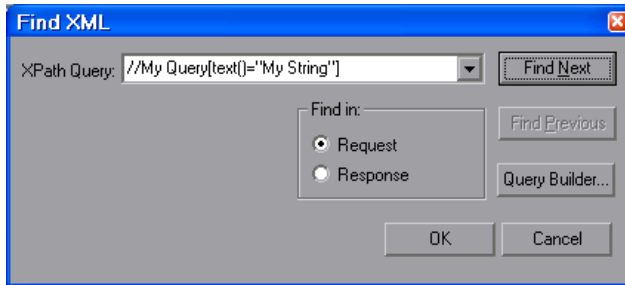 Find XML
XPath Query: //My Query[text()="My String"] Find Next
Find in:
Find Previous
Request
Response
Query Builder...
OK Cancel